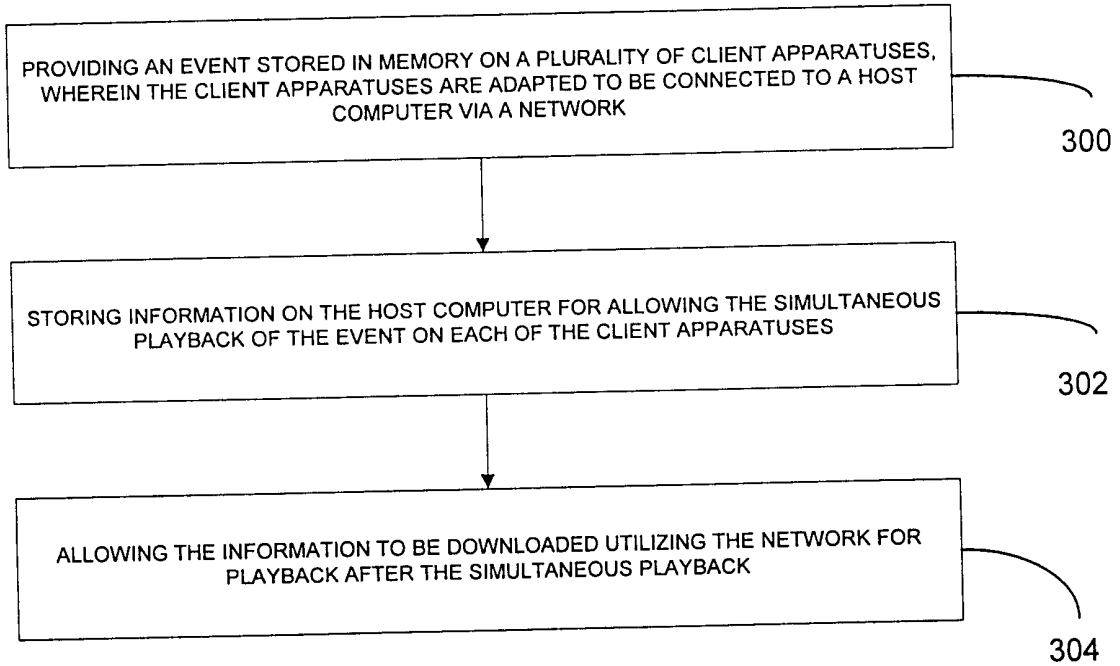 PROVIDING AN EVENT STORED IN MEMORY ON A PLURALITY OF CLIENT APPARATUSES,
WHEREIN THE CLIENT APPARATUSES ARE ADAPTED TO BE CONNECTED TO A HOST
COMPUTER VIA A NETWORK
300
STORING INFORMATION ON THE HOST COMPUTER FOR ALLOWING THE SIMULTANEOUS
PLAYBACK OF THE EVENT ON EACH OF THE CLIENT APPARATUSES
302
ALLOWING THE INFORMATION TO BE DOWNLOADED UTILIZING THE NETWORK FOR
PLAYBACK AFTER THE SIMULTANEOUS PLAYBACK
304